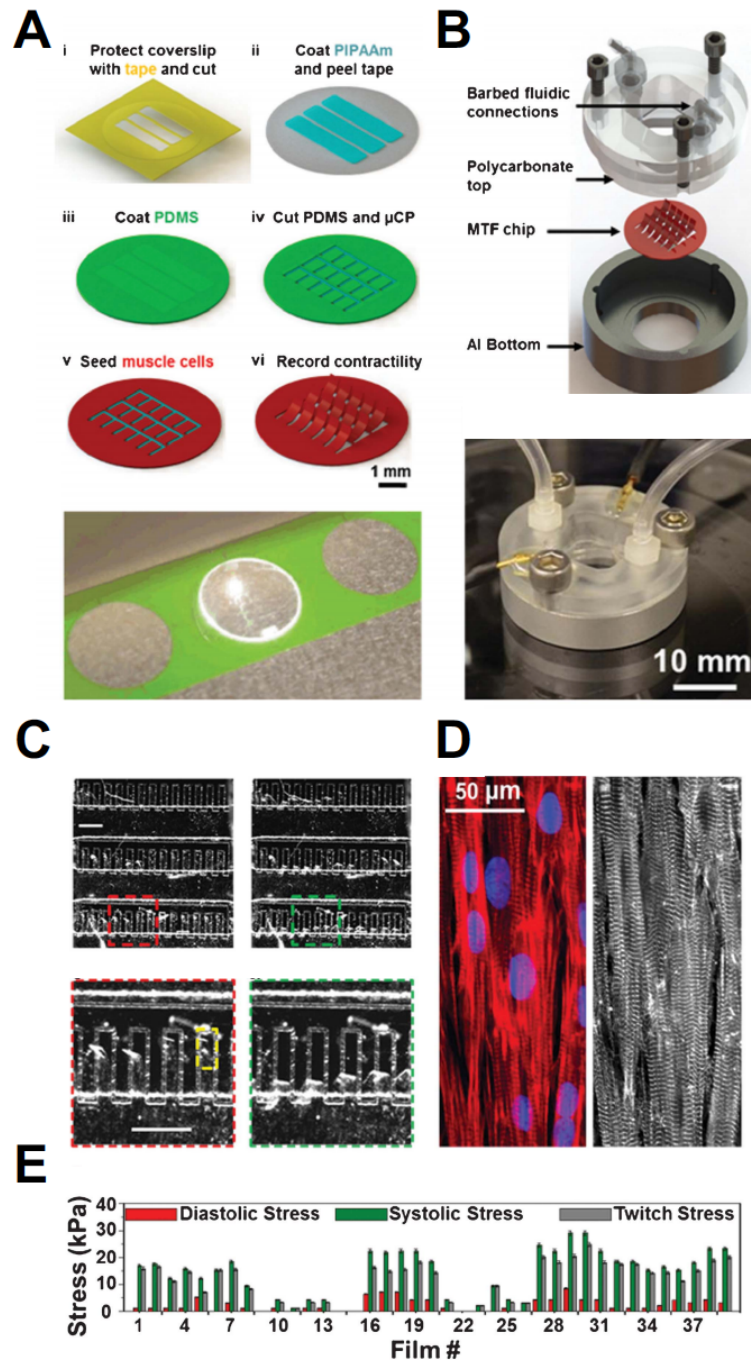 A
i Protect coverslip
with tape and cut
ii Coat PIPAAm
and peel tape
iii Coat PDMS
iv Cut PDMS and µCP
v Seed muscle cells
vi Record contractility
1 mm
B
Barbed fluidic
connections
Polycarbonate
top
MTF chip
Al Bottom
10 mm
C
D
50 µm
E
Stress (kPa)
40
30
20
10
0
Diastolic Stress
Systolic Stress
Twitch Stress
1 4 7 10 13 16 19 22 25 28 31 34 37
Film #